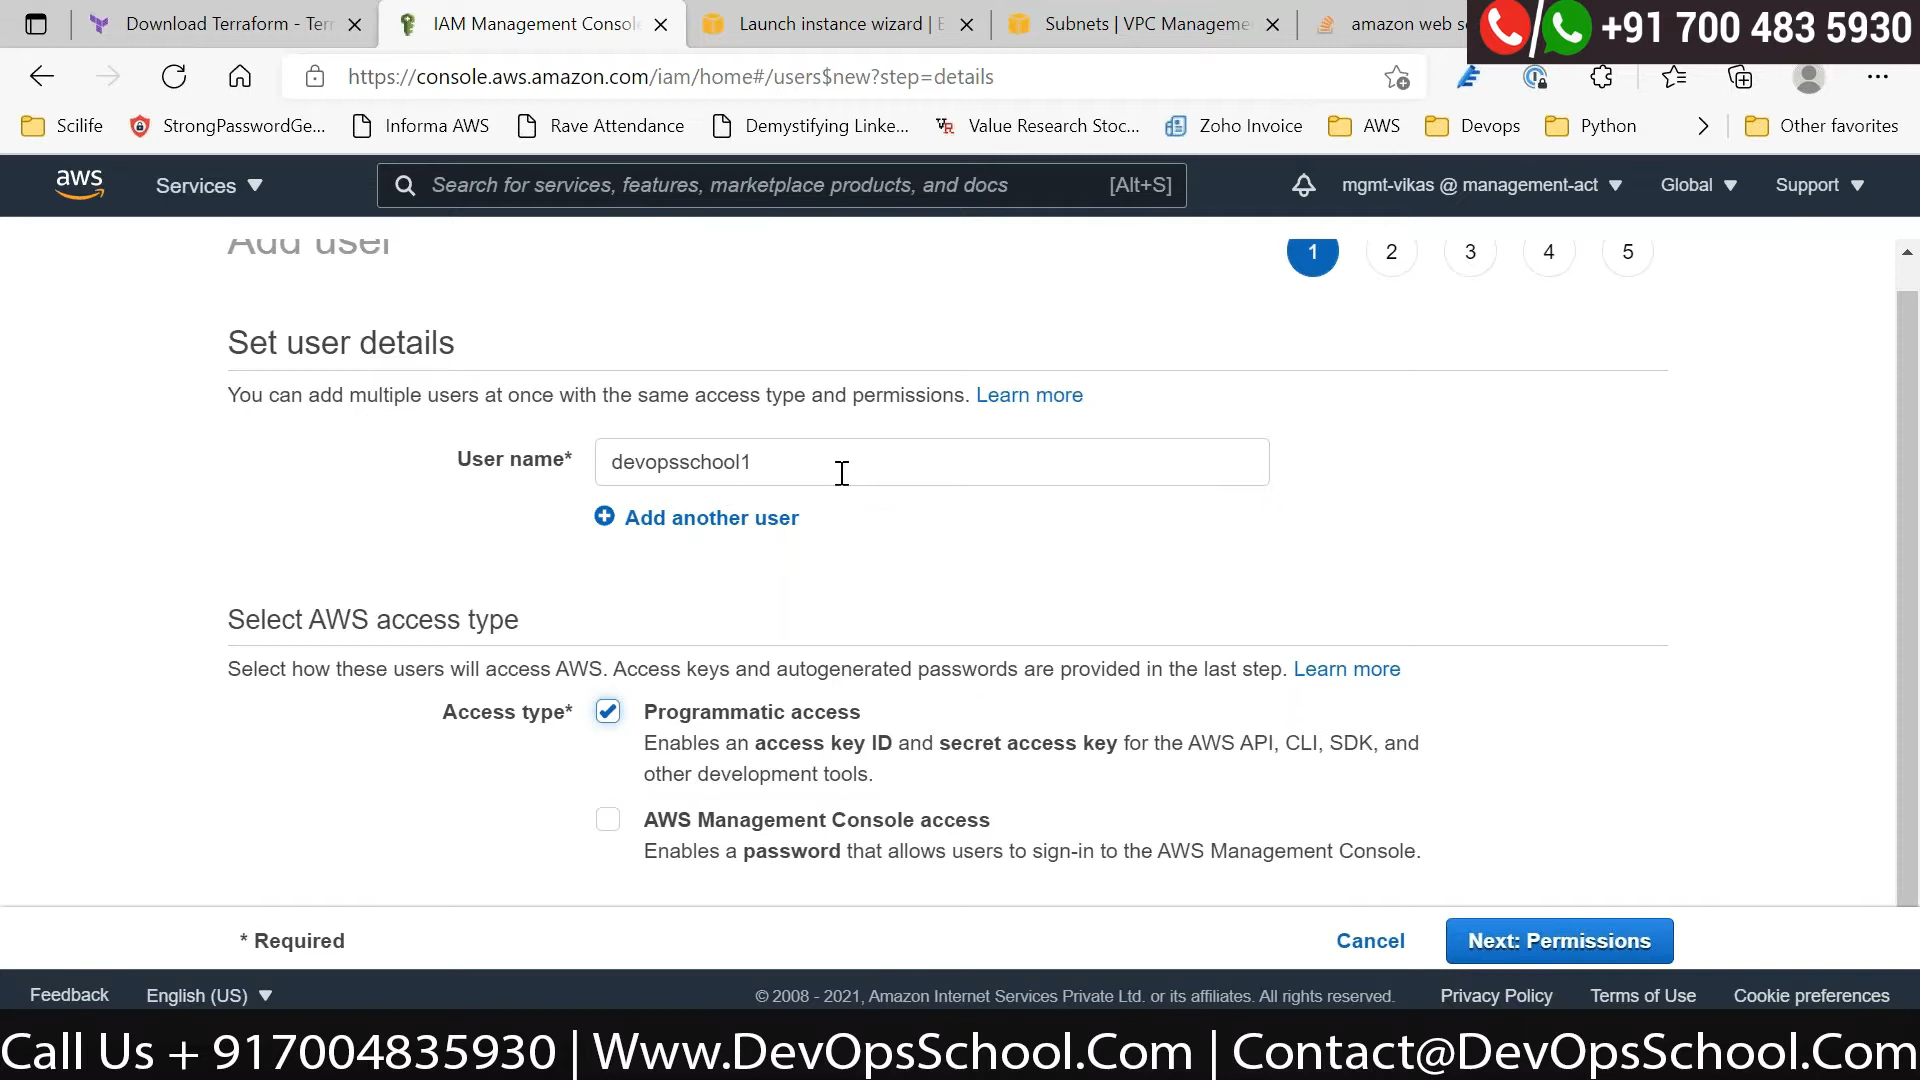 Download Terraform - Terr
IAM Management Consol
Launch instance wizard | E
Subnets | VPC Manageme
amazon web se
+91 700 483 5930
https://console.aws.amazon.com/iam/home#/users$new?step=details
Scilife
StrongPasswordGe...
Informa AWS
Rave Attendance
Demystifying Linke...
Value Research Stoc...
Zoho Invoice
AWS
Devops
Python
Other favorites
aws
Services
Search for services, features, marketplace products, and docs
[Alt+S]
mgmt-vikas @ management-act
Global
Support
Add user
1 2 3 4 5
Set user details
You can add multiple users at once with the same access type and permissions. Learn more
User name*
devopsschool1
Add another user
Select AWS access type
Select how these users will access AWS. Access keys and autogenerated passwords are provided in the last step. Learn more
Access type*
Programmatic access
Enables an access key ID and secret access key for the AWS API, CLI, SDK, and
other development tools.
AWS Management Console access
Enables a password that allows users to sign-in to the AWS Management Console.
* Required
Cancel
Next: Permissions
Feedback
English (US)
© 2008 - 2021, Amazon Internet Services Private Ltd. or its affiliates. All rights reserved.
Privacy Policy
Terms of Use
Cookie preferences
Call Us + 917004835930 | Www.DevOpsSchool.Com | Contact@DevOpsSchool.Com